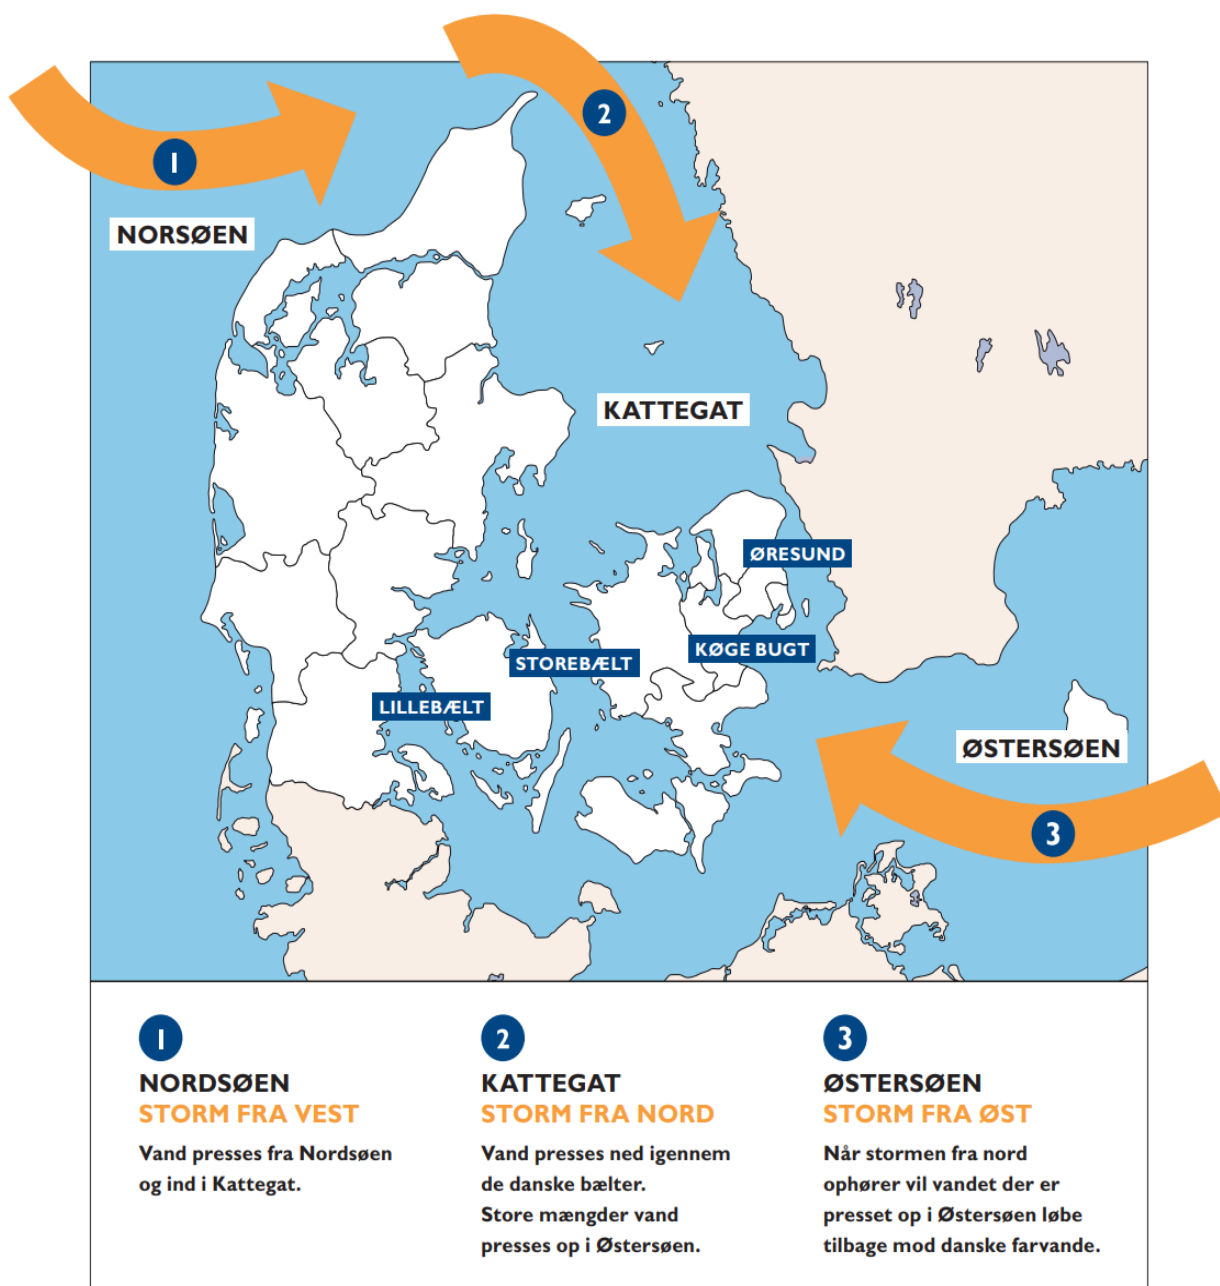 1
2
NORSØEN
KATTEGAT
ØRESUND
KØGE BUGT
STOREBÆLT
LILLEBÆLT
ØSTERSØEN
3
1
NORDSØEN
STORM FRA VEST
Vand presses fra Nordsøen
og ind i Kattegat.
2
KATTEGAT
STORM FRA NORD
Vand presses ned igennem
de danske bælter.
Store mængder vand
presses op i Østersøen.
3
ØSTERSØEN
STORM FRA ØST
Når stormen fra nord
ophører vil vandet der er
presset op i Østersøen løbe
tilbage mod danske farvande.